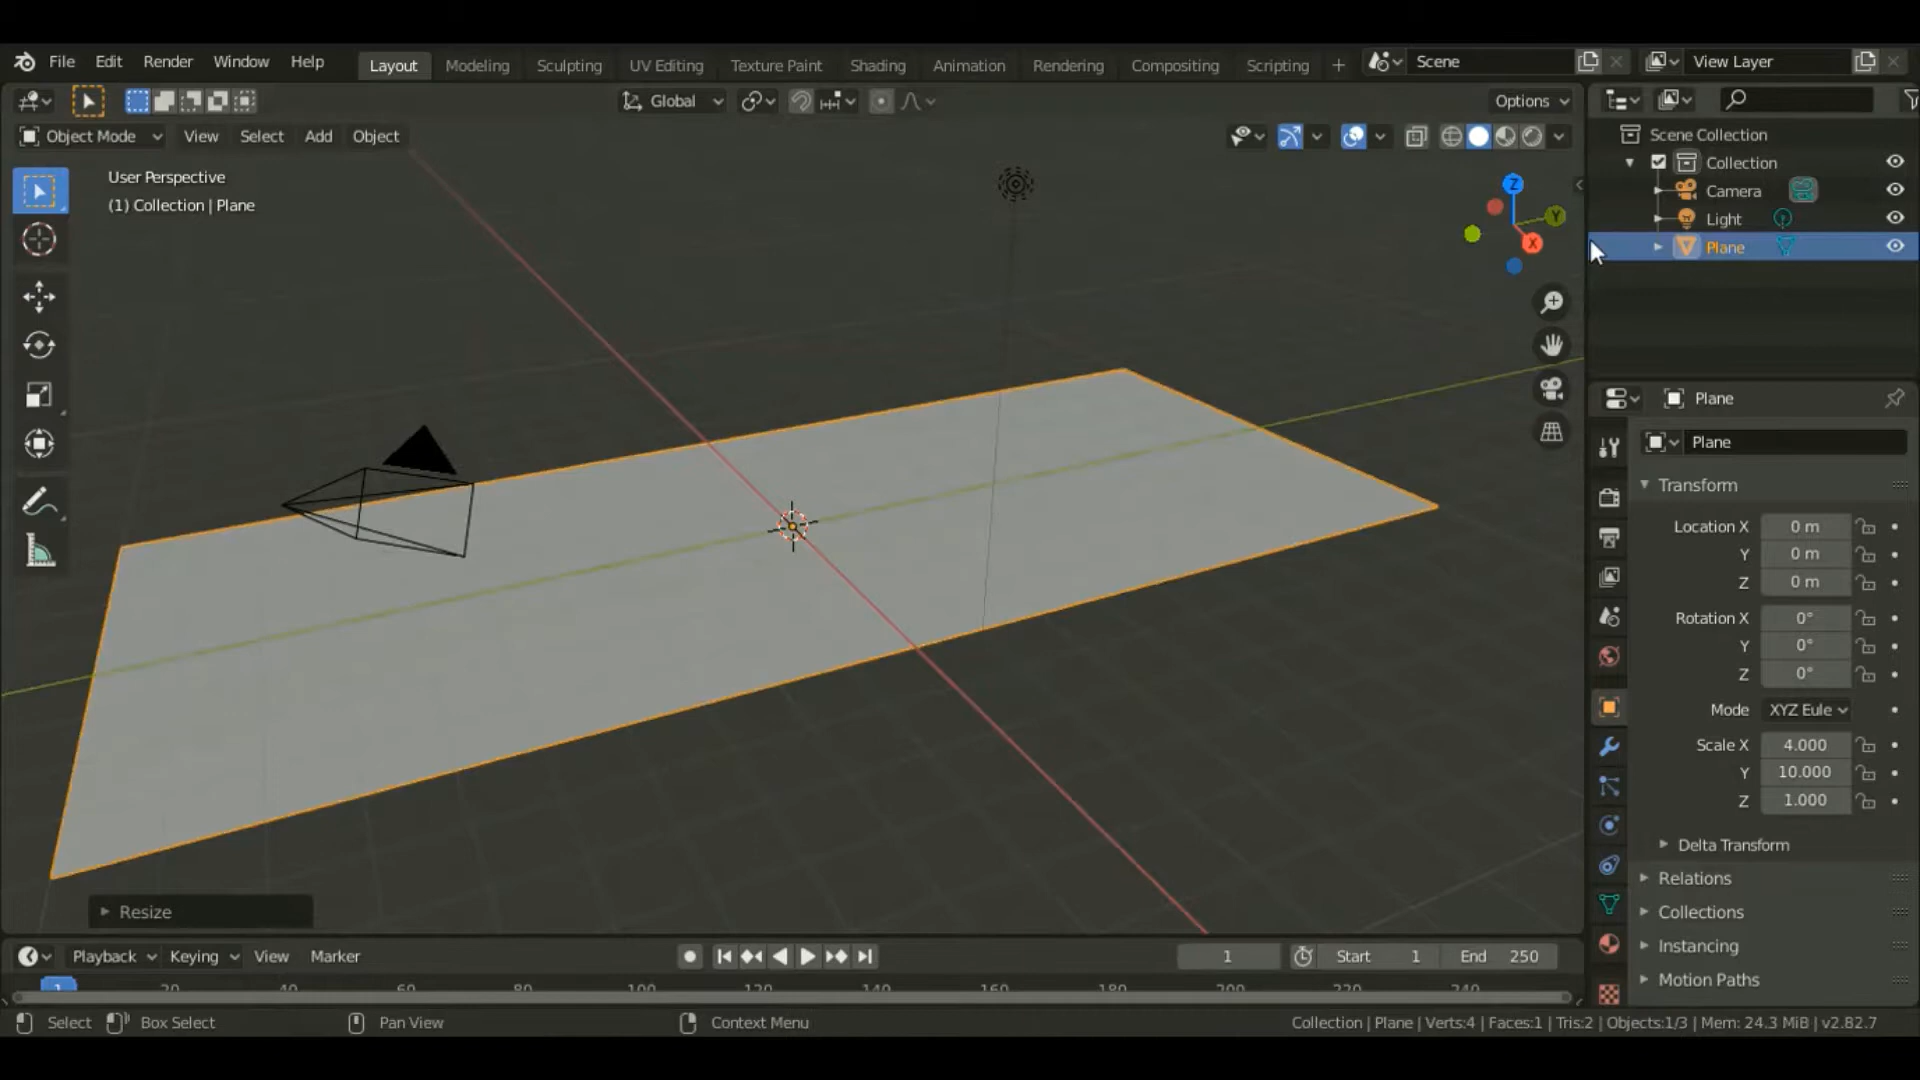 File Edit Render Window Help Layout Modeling Sculpting UV Editing Texture Paint Shading Animation Rendering Compositing Scripting + Scene View Layer
Global Options
Object Mode View Select Add Object
User Perspective
(1) Collection | Plane
Z
Y
X
Scene Collection
Collection
Camera
Light
Plane
Plane
Plane
Transform
Location X 0 m
Y 0 m
Z 0 m
Rotation X 0°
Y 0°
Z 0°
Mode XYZ Eule
Scale X 4.000
Y 10.000
Z 1.000
Delta Transform
Relations
Collections
Instancing
Motion Paths
Resize
Playback Keying View Marker 1 Start 1 End 250
1 20 40 60 80 100 120 140 160 180 200 220 240
Select Box Select Pan View Context Menu Collection | Plane | Verts:4 | Faces:1 | Tris:2 | Objects:1/3 | Mem: 24.3 MiB | v2.82.7